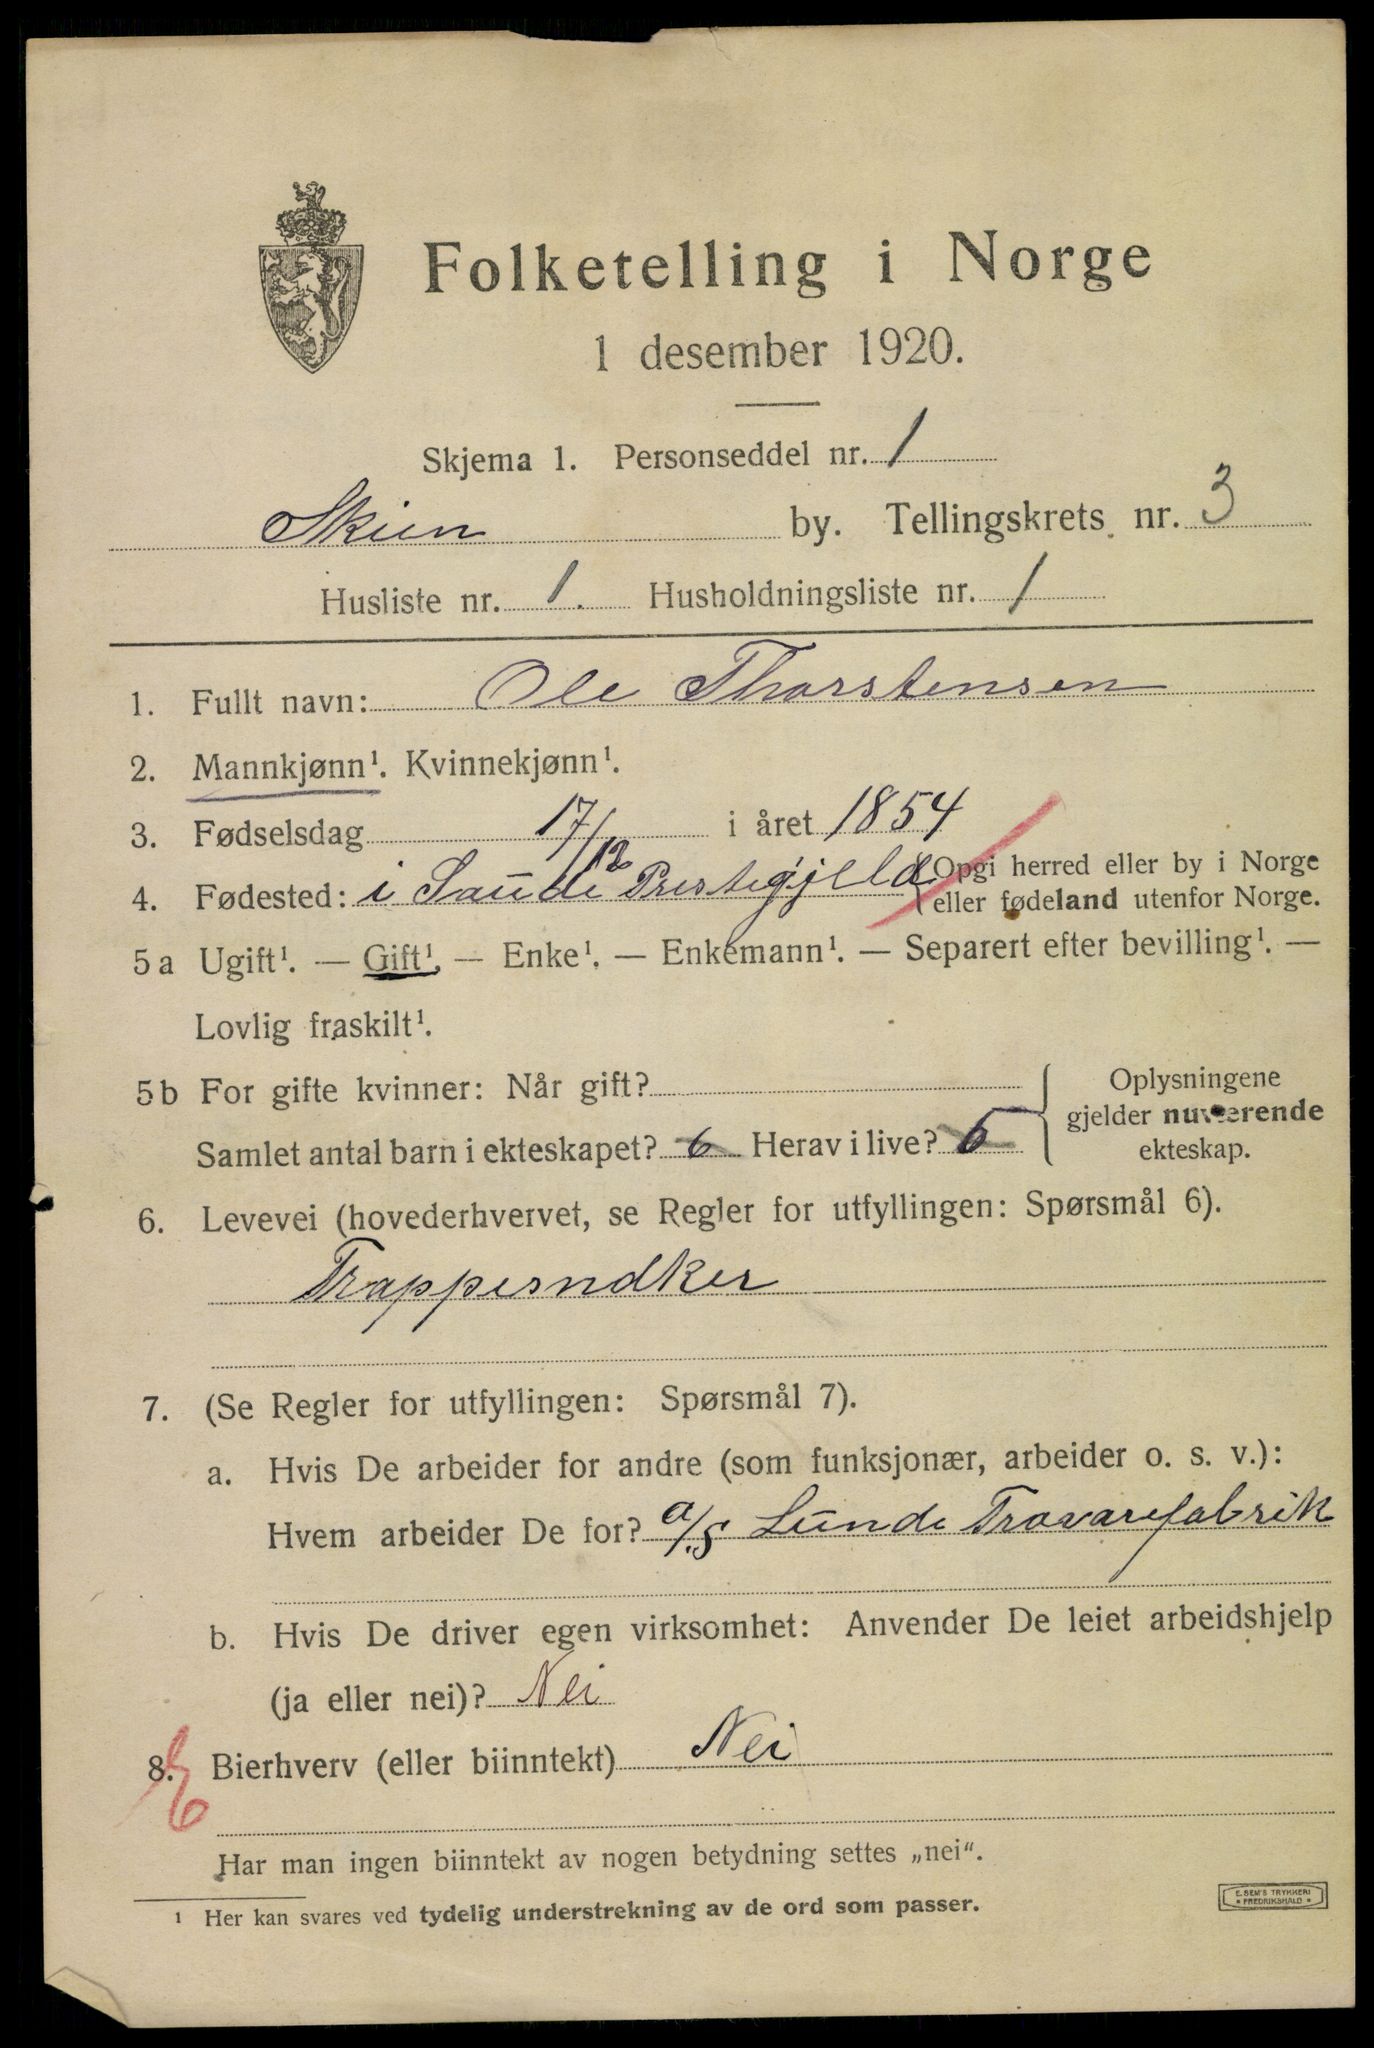 Folketelling i Norge
1 desember 1920.
Skjema 1. Personseddel nr. 1
Skien by. Tellingskrets nr. 3
Husliste nr. 1. Husholdningsliste nr. 1
1. Fullt navn: Ole Thorstensen
2. Mannkjønn¹. Kvinnekjønn¹.
3. Fødselsdag 17/12 i året 1854
4. Fødested: i Saude Prestegjeld { Opgi herred eller by i Norge
eller fødeland utenfor Norge.
5a Ugift¹. — Gift¹. — Enke¹. — Enkemann¹. — Separert efter bevilling¹. —
Lovlig fraskilt¹.
5b For gifte kvinner: Når gift?
Samlet antal barn i ekteskapet? 6 Herav i live? 6
Oplysningene
gjelder nuværende
ekteskap.
6. Levevei (hovederhvervet, se Regler for utfyllingen: Spørsmål 6).
Trappesndker
7. (Se Regler for utfyllingen: Spørsmål 7).
a. Hvis De arbeider for andre (som funksjonær, arbeider o. s. v.):
Hvem arbeider De for? a/s Lunde Travarefabrik
b. Hvis De driver egen virksomhet: Anvender De leiet arbeidshjelp
(ja eller nei)? Nei
8. Bierhverv (eller biinntekt) Nei
Har man ingen biinntekt av nogen betydning settes „nei“.
¹ Her kan svares ved tydelig understrekning av de ord som passer.
E. SEM'S TRYKKERI
* FREDRIKSHALD *